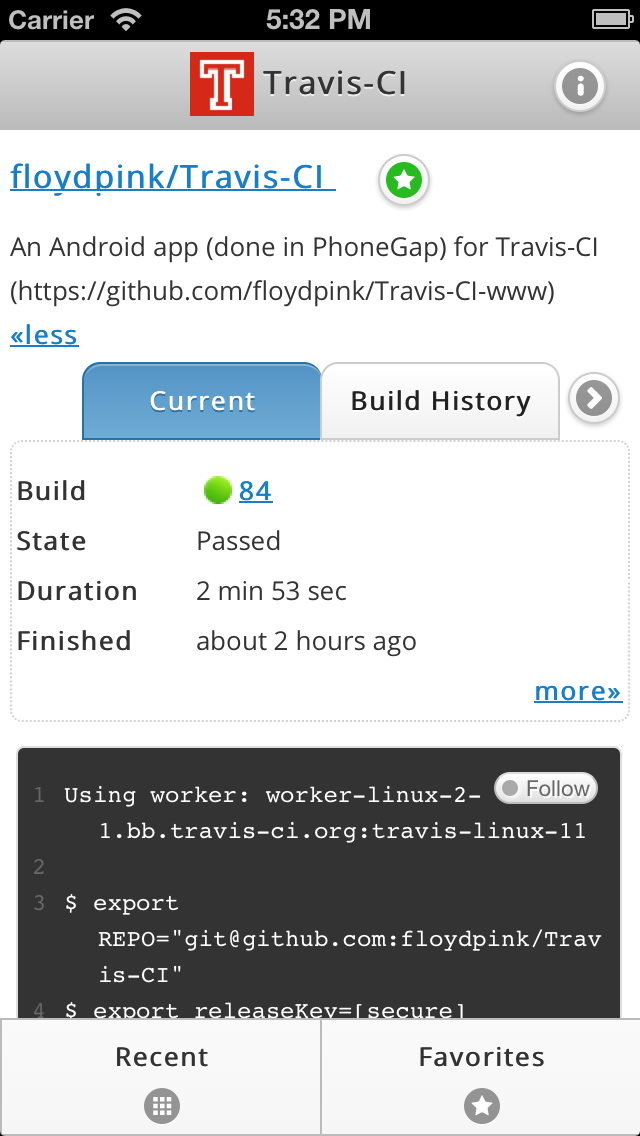 Carrier 5:32 PM
T Travis-CI
floydpink/Travis-CI
An Android app (done in PhoneGap) for Travis-CI
(https://github.com/floydpink/Travis-CI-www)
«less
Current Build History
Build 84
State Passed
Duration 2 min 53 sec
Finished about 2 hours ago
more»
Follow
1 Using worker: worker-linux-2-
1.bb.travis-ci.org:travis-linux-11
2
3 $ export
REPO="git@github.com:floydpink/Trav
is-CI"
4 $ export releaseKey=[secure]
Recent Favorites